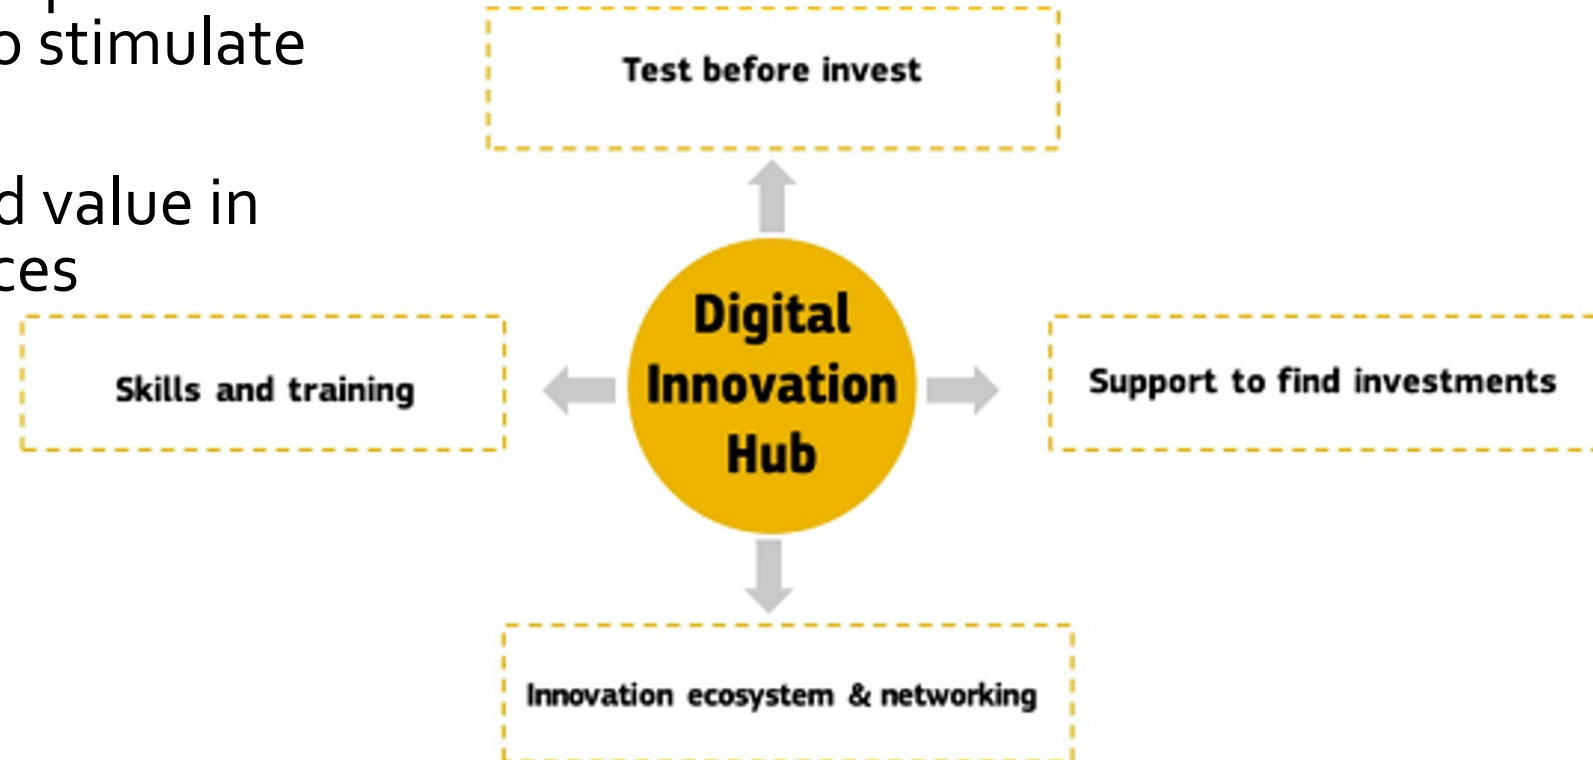 stimulate
value in
Test before invest
Digital
Innovation
Hub
Skills and training
Support to find investments
Innovation ecosystem & networking